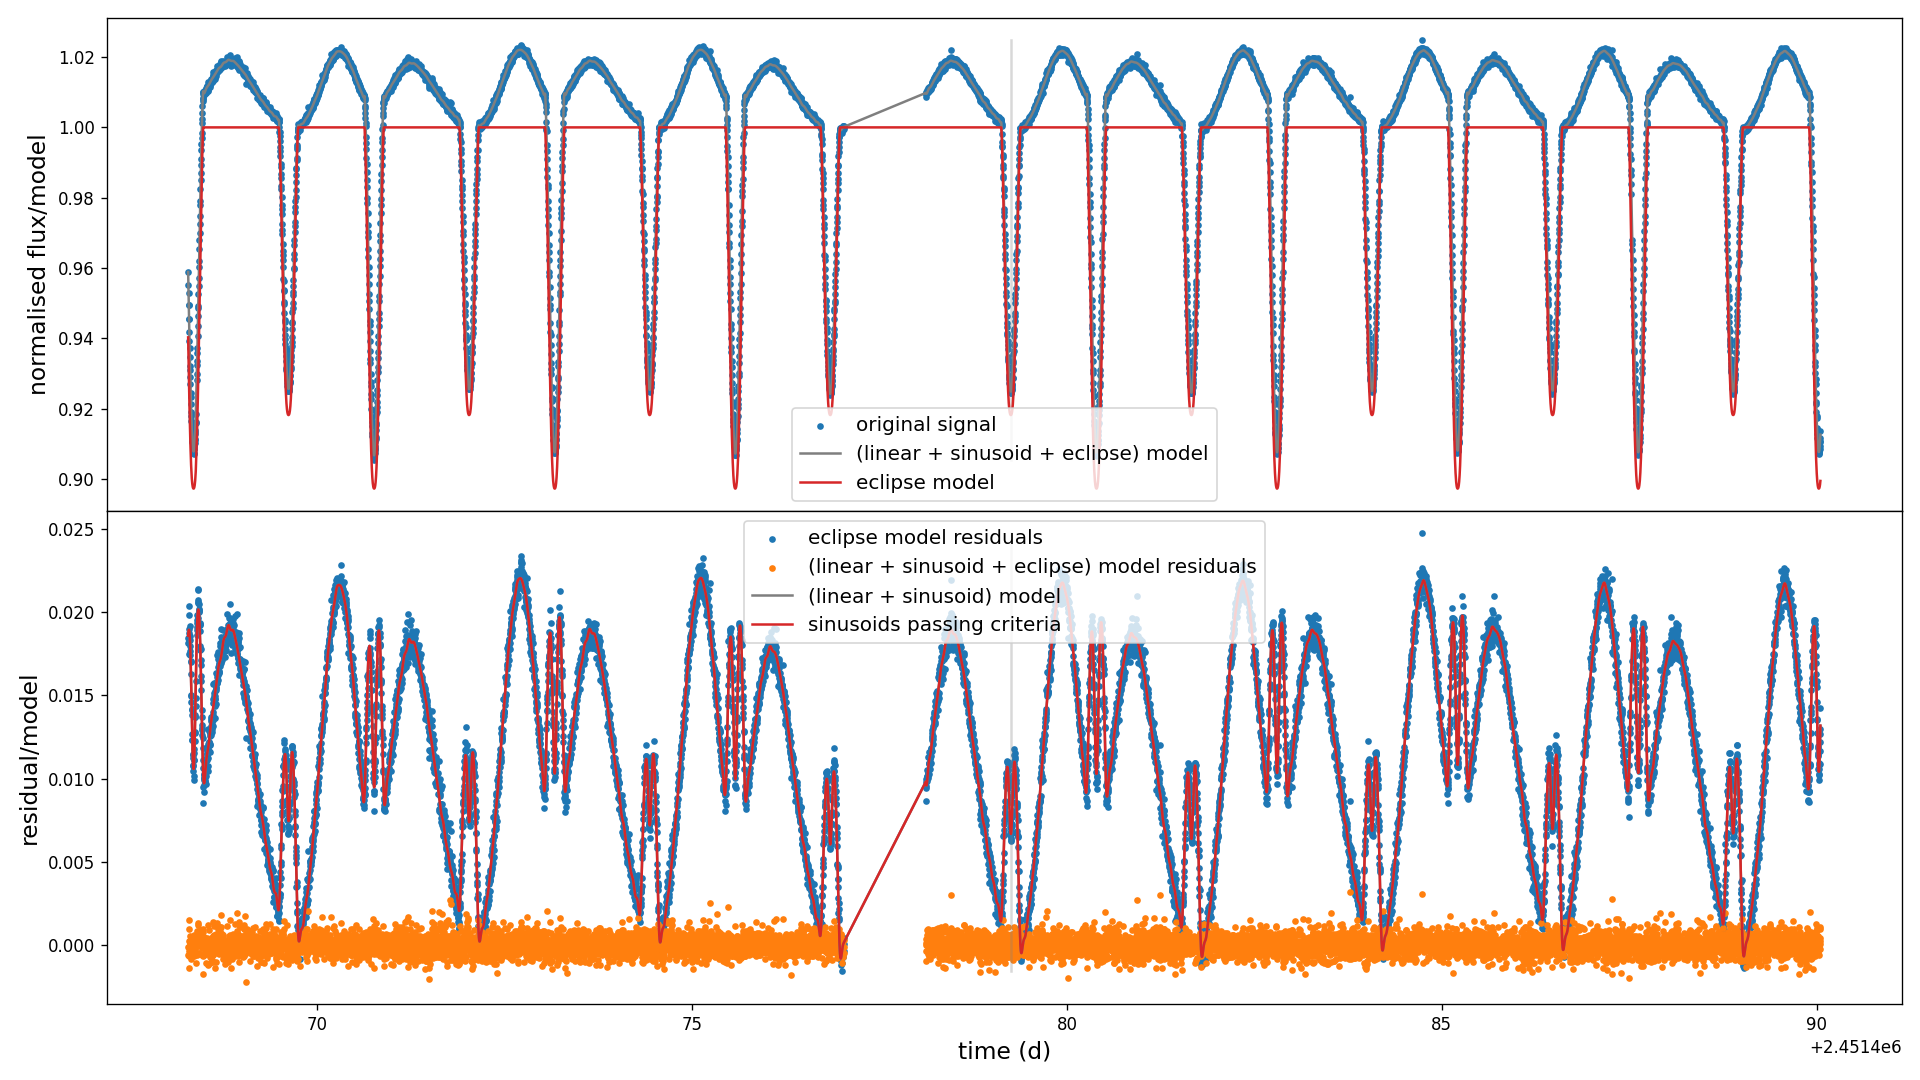 normalised flux/model
1.02
1.00
0.98
0.96
0.94
0.92
0.90
original signal
(linear + sinusoid + eclipse) model
eclipse model
residual/model
0.025
0.020
0.015
0.010
0.005
0.000
eclipse model residuals
(linear + sinusoid + eclipse) model residuals
(linear + sinusoid) model
sinusoids passing criteria
70
75
80
85
90
time (d)
+2.4514e6